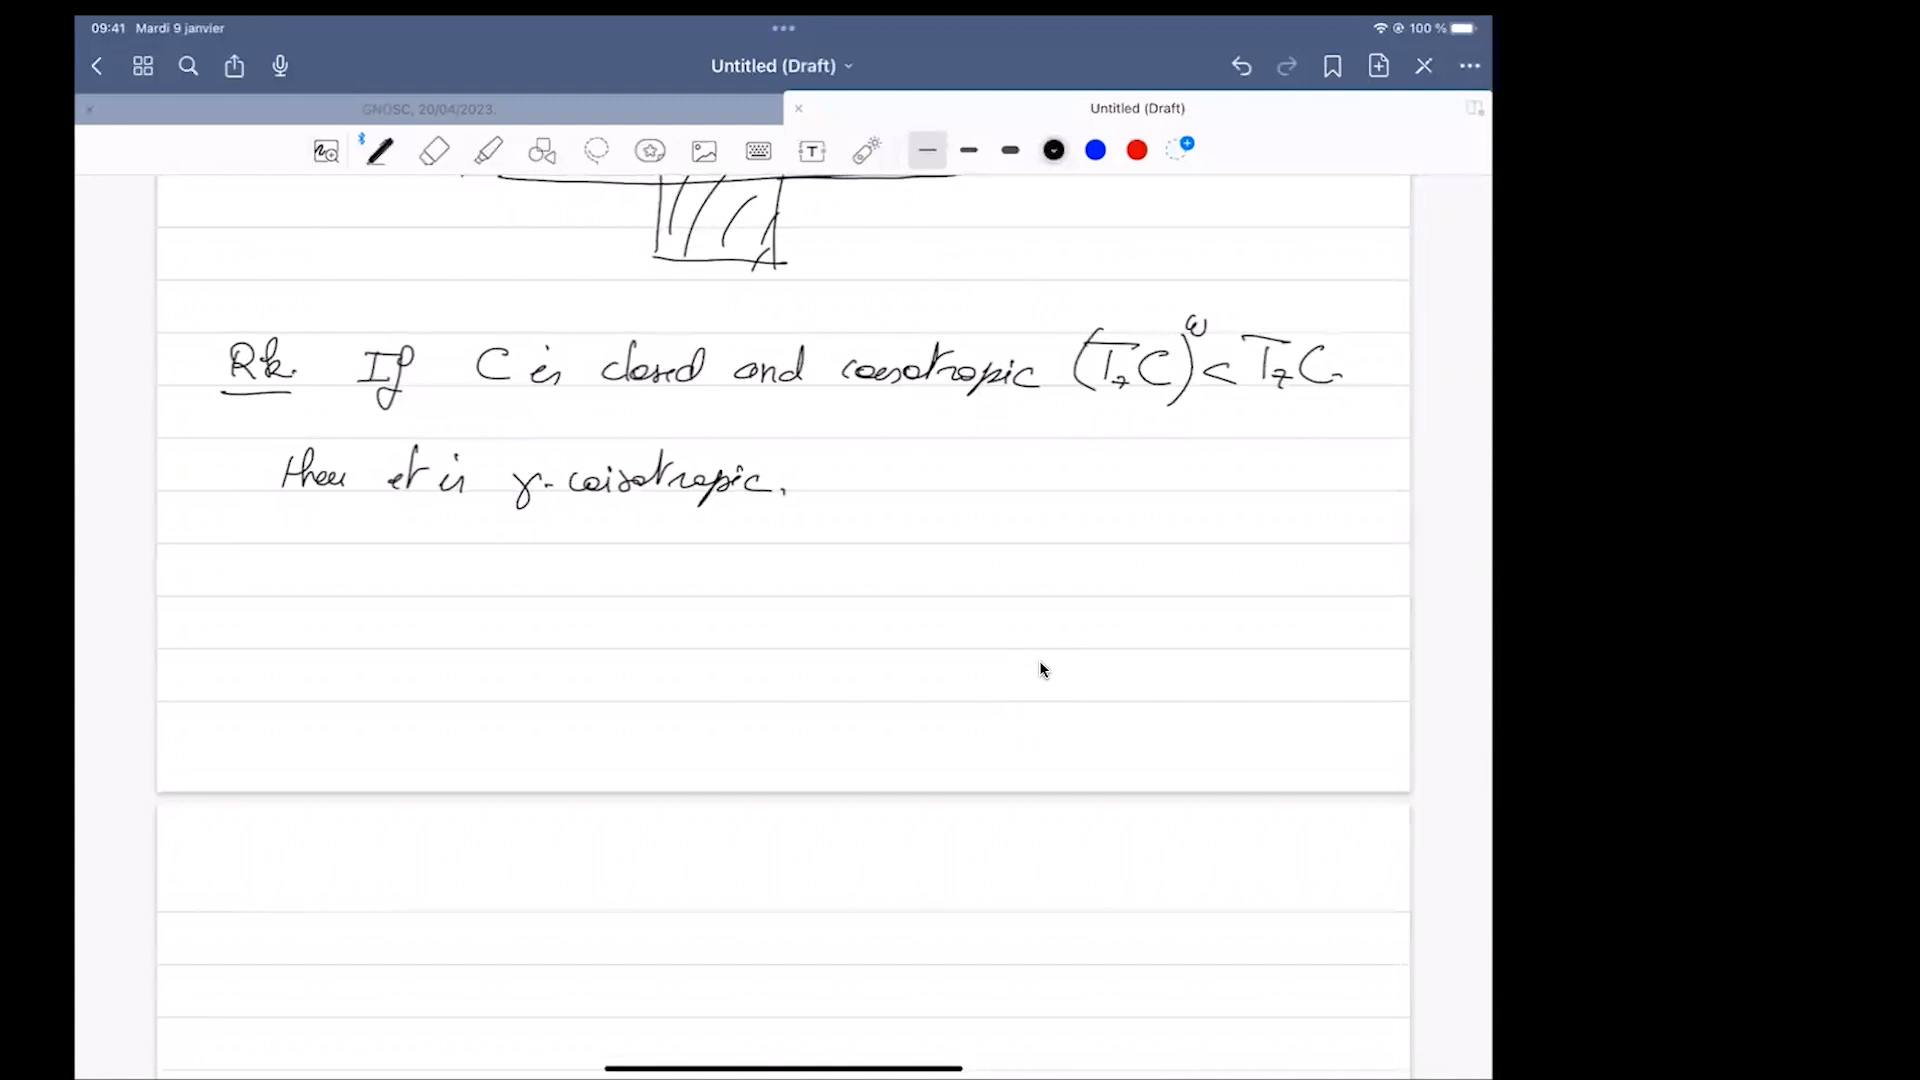 09:41 Mardi 9 janvier
100 %
Untitled (Draft)
GNOSC, 20/04/2023.
Untitled (Draft)
Rk. If C is closed and coisotropic (T_z C)^ω < T_z C.
then it is γ-coisotropic.